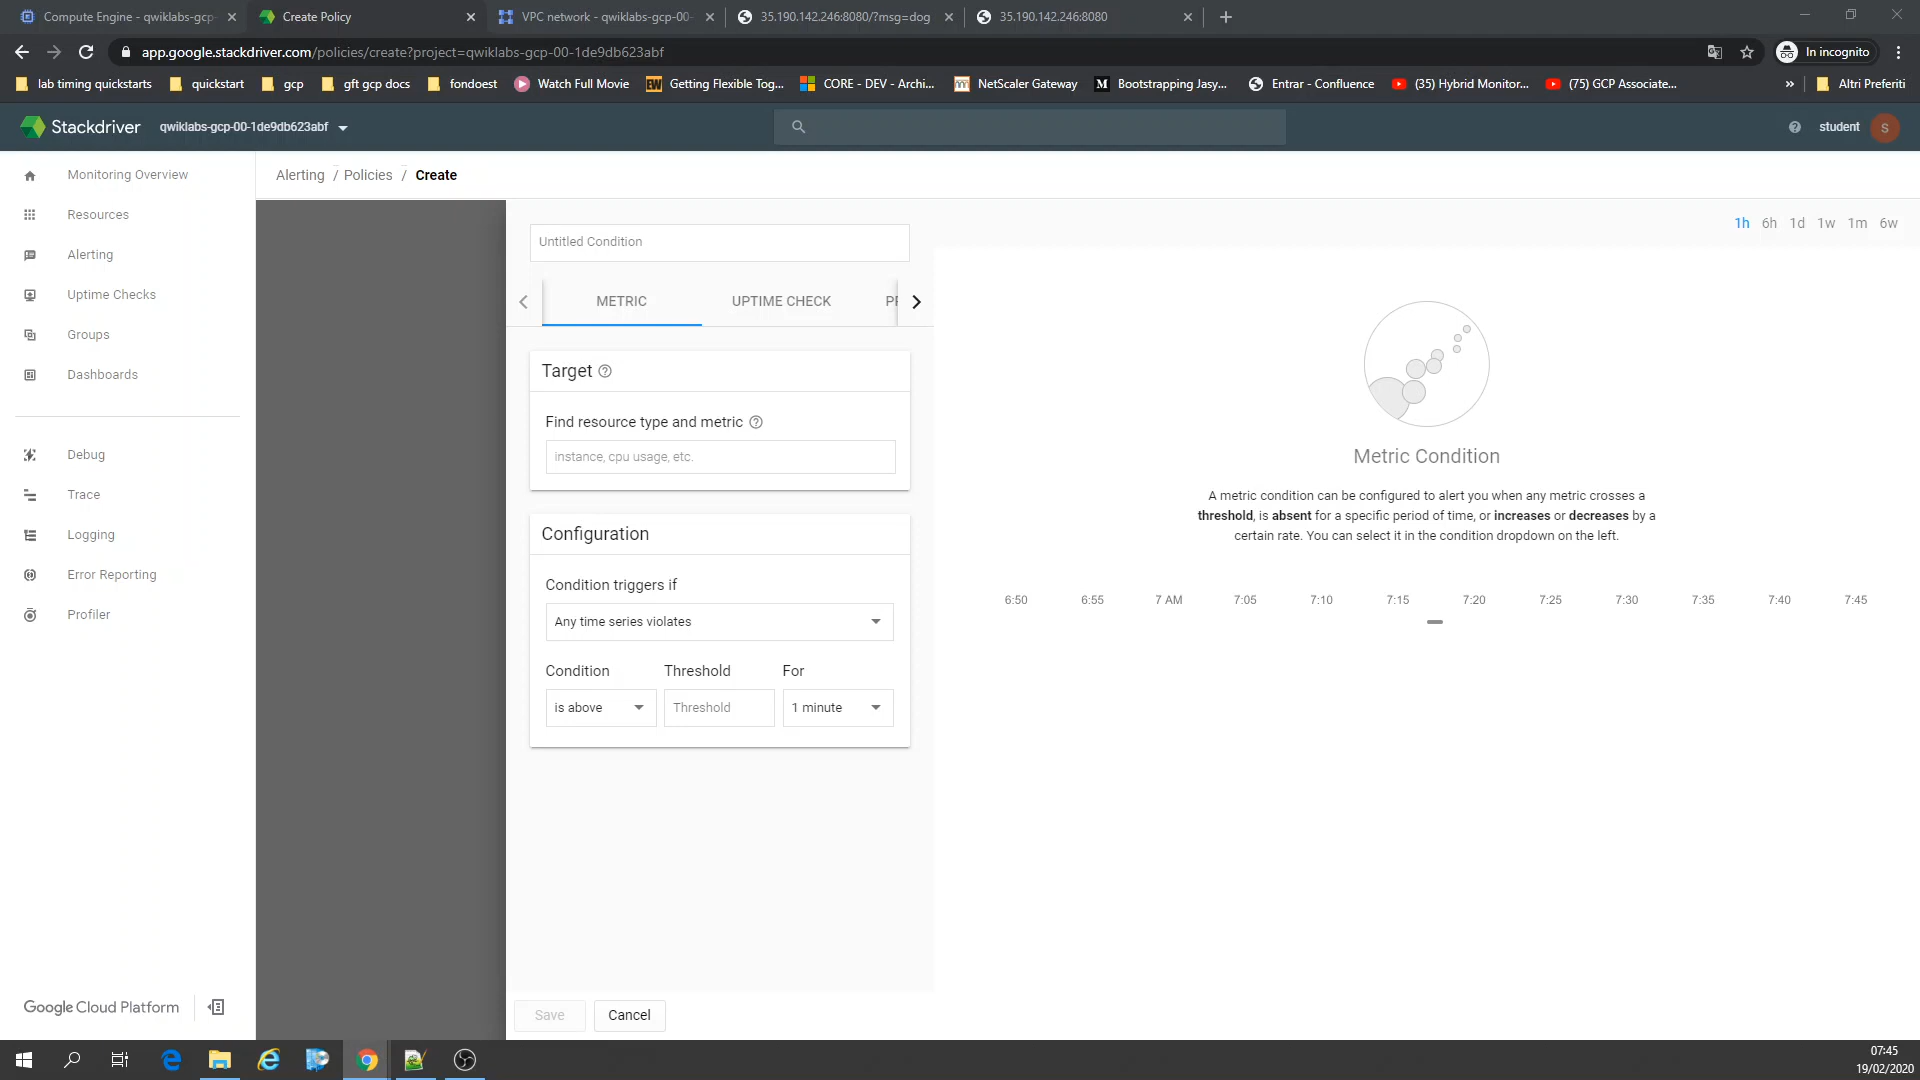 Compute Engine - qwiklabs-gcp-
Create Policy
VPC network - qwiklabs-gcp-00-
35.190.142.246:8080/?msg=dog
35.190.142.246:8080
app.google.stackdriver.com/policies/create?project=qwiklabs-gcp-00-1de9db623abf
In incognito
lab timing quickstarts
quickstart
gcp
gft gcp docs
fondoest
Watch Full Movie
Getting Flexible Tog...
CORE - DEV - Archi...
NetScaler Gateway
M
Bootstrapping Jasy...
Entrar - Confluence
(35) Hybrid Monitor...
(75) GCP Associate...
»
Altri Preferiti
Stackdriver
qwiklabs-gcp-00-1de9db623abf
student
S
Monitoring Overview
Resources
Alerting
Uptime Checks
Groups
Dashboards
Debug
Trace
Logging
Error Reporting
Profiler
Google Cloud Platform
Alerting / Policies / Create
Untitled Condition
METRIC
UPTIME CHECK
Target
Find resource type and metric
instance, cpu usage, etc.
Configuration
Condition triggers if
Any time series violates
Condition
Threshold
For
is above
Threshold
1 minute
Save
Cancel
1h 6h 1d 1w 1m 6w
Metric Condition
A metric condition can be configured to alert you when any metric crosses a
threshold, is absent for a specific period of time, or increases or decreases by a
certain rate. You can select it in the condition dropdown on the left.
6:50 6:55 7 AM 7:05 7:10 7:15 7:20 7:25 7:30 7:35 7:40 7:45
07:45
19/02/2020